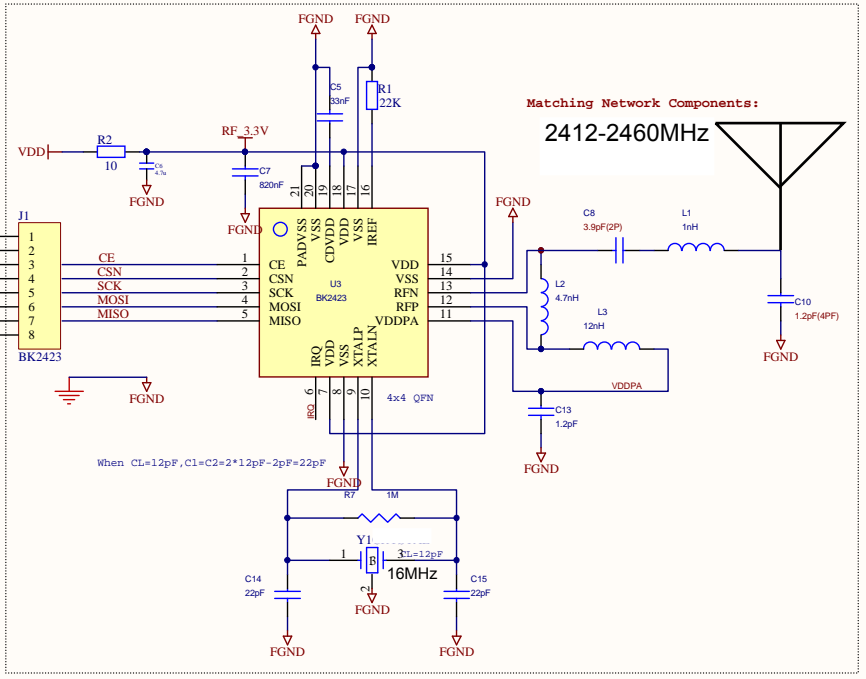 FGND FGND
C5
33nF
R1
22K
Matching Network Components:
2412-2460MHz
RF_3.3V
R2
VDD
10
C6
4.7u
C7
820nF
FGND
FGND
21 20 19 18 17 16
PADVSS VSS CDVDD VDD VSS IREF
FGND
J1
1
2
3
4
5
6
7
8
BK2423
CE
CSN
SCK
MOSI
MISO
1 CE
2 CSN
3 SCK
4 MOSI
5 MISO
U3
BK2423
VDD 15
VSS 14
RFN 13
RFP 12
VDDPA 11
IRQ VDD VSS XTALP XTALN
6 7 8 9 10
IRQ
4x4 QFN
C8
3.9pF(2P)
L1
1nH
L2
4.7nH
L3
12nH
C10
1.2pF(4PF)
FGND
VDDPA
C13
1.2pF
FGND
FGND
When CL=12pF,C1=C2=2*12pF-2pF=22pF
FGND
R7 1M
Y1
1 3
CL=12pF
16MHz
2
FGND
C14
22pF
C15
22pF
FGND FGND